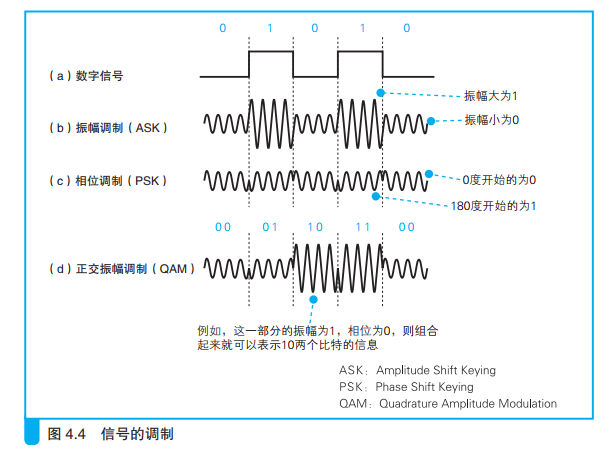 0 1 0 1 0
(a)数字信号
振幅大为1
振幅小为0
(b)振幅调制(ASK)
(c)相位调制(PSK)
0度开始的为0
180度开始的为1
00 01 10 11 00
(d)正交振幅调制(QAM)
例如，这一部分的振幅为1，相位为0，则组合
起来就可以表示10两个比特的信息
ASK：Amplitude Shift Keying
PSK：Phase Shift Keying
QAM：Quadrature Amplitude Modulation
图 4.4 信号的调制